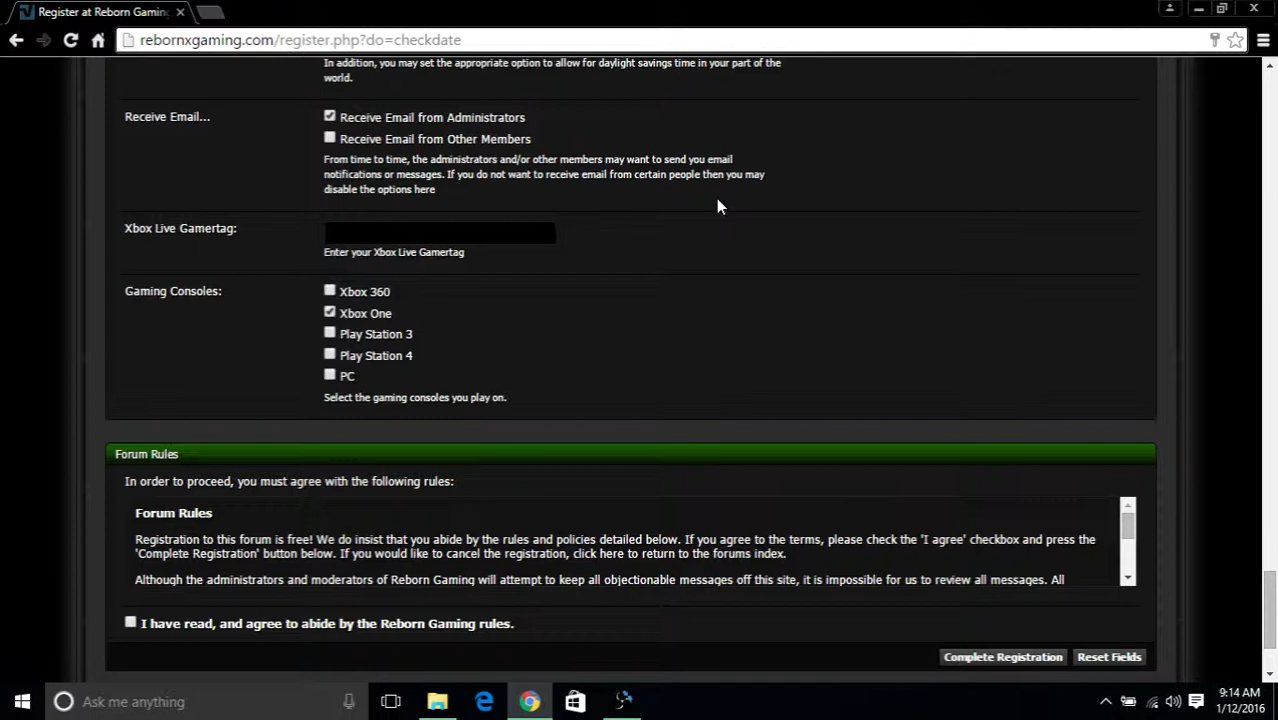 Register at Reborn Gaming
rebornxgaming.com/register.php?do=checkdate
In addition, you may set the appropriate option to allow for daylight savings time in your part of the
world.
Receive Email...
Receive Email from Administrators
Receive Email from Other Members
From time to time, the administrators and/or other members may want to send you email
notifications or messages. If you do not want to receive email from certain people then you may
disable the options here
Xbox Live Gamertag:
Enter your Xbox Live Gamertag
Gaming Consoles:
Xbox 360
Xbox One
Play Station 3
Play Station 4
PC
Select the gaming consoles you play on.
Forum Rules
In order to proceed, you must agree with the following rules:
Forum Rules
Registration to this forum is free! We do insist that you abide by the rules and policies detailed below. If you agree to the terms, please check the 'I agree' checkbox and press the
'Complete Registration' button below. If you would like to cancel the registration, click here to return to the forums index.
Although the administrators and moderators of Reborn Gaming will attempt to keep all objectionable messages off this site, it is impossible for us to review all messages. All
I have read, and agree to abide by the Reborn Gaming rules.
Complete Registration Reset Fields
Ask me anything
9:14 AM
1/12/2016